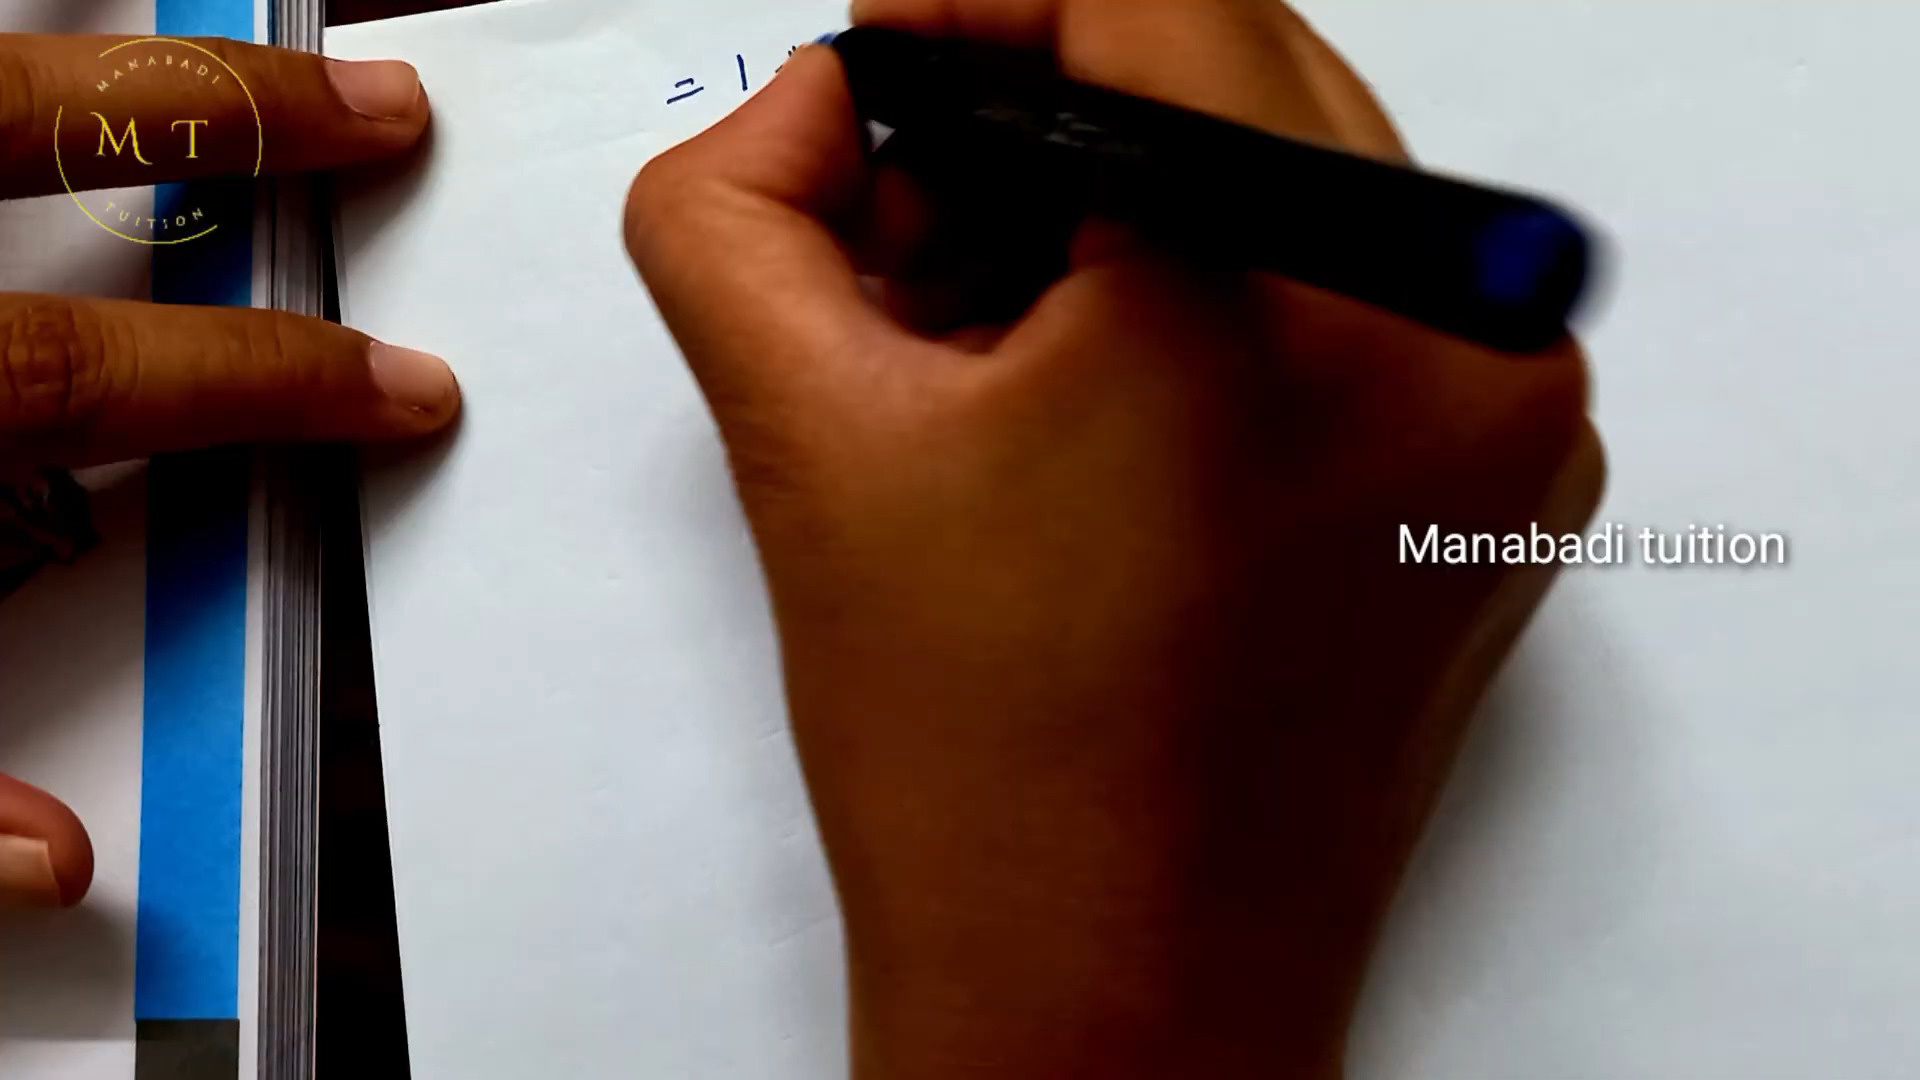 = 1
MANABADI
M T
TUITION
Manabadi tuition